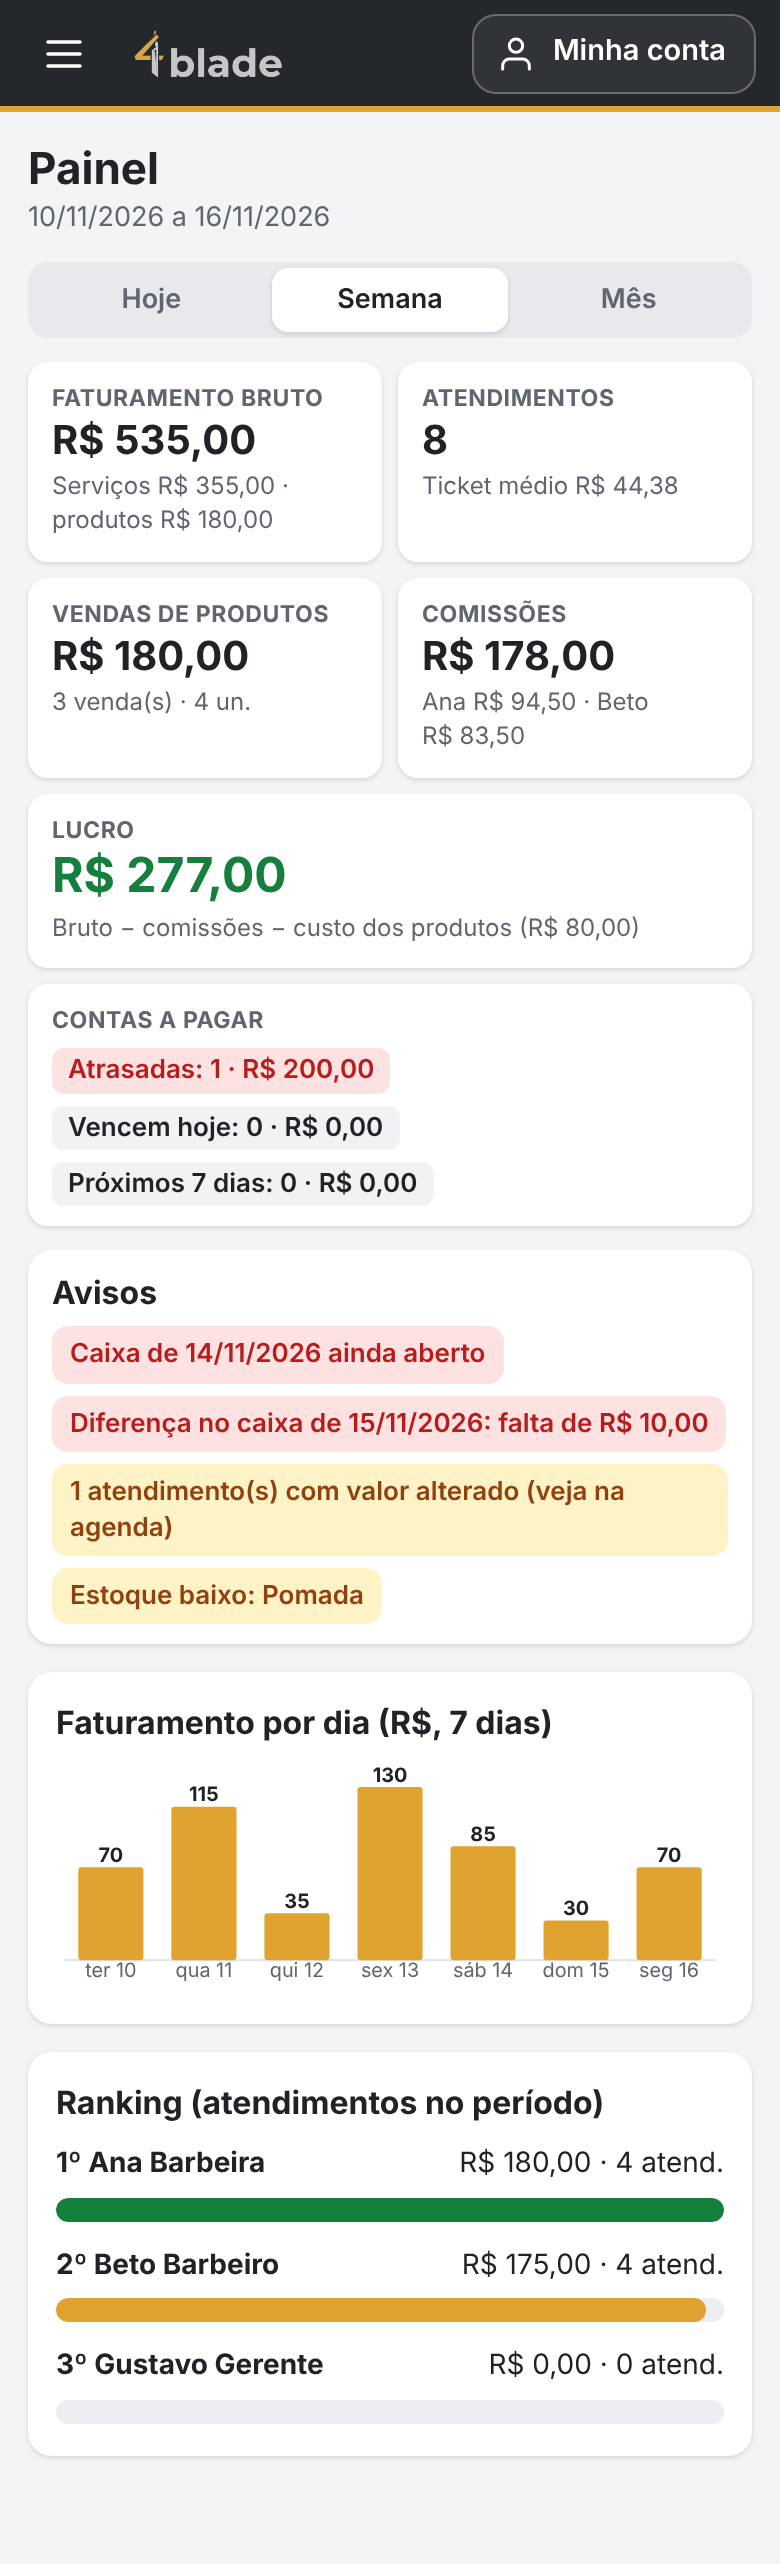 4blade
Minha conta
Painel
10/11/2026 a 16/11/2026
Hoje
Semana
Mês
FATURAMENTO BRUTO
R$ 535,00
Serviços R$ 355,00 ·
produtos R$ 180,00
ATENDIMENTOS
8
Ticket médio R$ 44,38
VENDAS DE PRODUTOS
R$ 180,00
3 venda(s) · 4 un.
COMISSÕES
R$ 178,00
Ana R$ 94,50 · Beto
R$ 83,50
LUCRO
R$ 277,00
Bruto − comissões − custo dos produtos (R$ 80,00)
CONTAS A PAGAR
Atrasadas: 1 · R$ 200,00
Vencem hoje: 0 · R$ 0,00
Próximos 7 dias: 0 · R$ 0,00
Avisos
Caixa de 14/11/2026 ainda aberto
Diferença no caixa de 15/11/2026: falta de R$ 10,00
1 atendimento(s) com valor alterado (veja na
agenda)
Estoque baixo: Pomada
Faturamento por dia (R$, 7 dias)
70 115 35 130 85 30 70
ter 10 qua 11 qui 12 sex 13 sáb 14 dom 15 seg 16
Ranking (atendimentos no período)
1º Ana Barbeira R$ 180,00 · 4 atend.
2º Beto Barbeiro R$ 175,00 · 4 atend.
3º Gustavo Gerente R$ 0,00 · 0 atend.